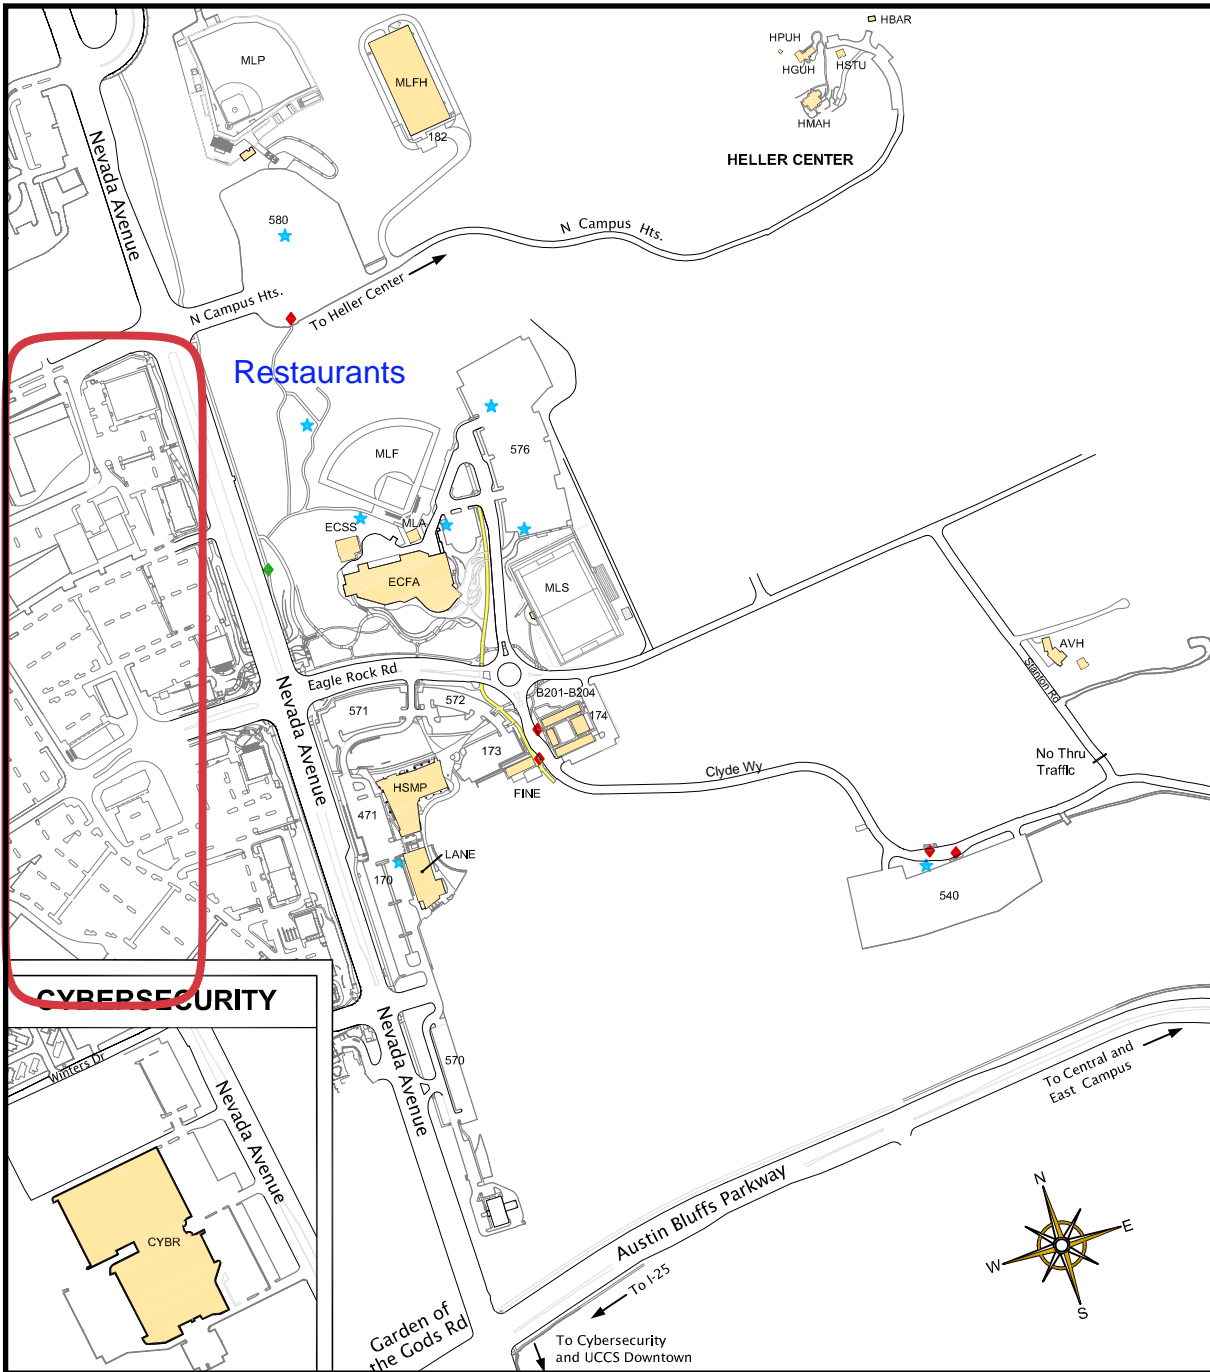 HBAR
HPUH
HGUH
HSTU
HMAH
HELLER CENTER
MLP
MLFH
182
Nevada Avenue
580
N Campus Hts.
N Campus Hts.
To Heller Center
Restaurants
MLF
576
ECSS
MLA
ECFA
MLS
Eagle Rock Rd
AVH
Stanton Rd
B201-B204
174
571
572
173
Nevada Avenue
No Thru
Traffic
Clyde Wy
FINE
HSMP
471
LANE
170
540
CYBERSECURITY
Nevada Avenue
570
Winters Dr
Nevada Avenue
CYBR
To Central and
East Campus
Austin Bluffs Parkway
To I-25
Garden of
the Gods Rd
To Cybersecurity
and UCCS Downtown
N
E
W
S